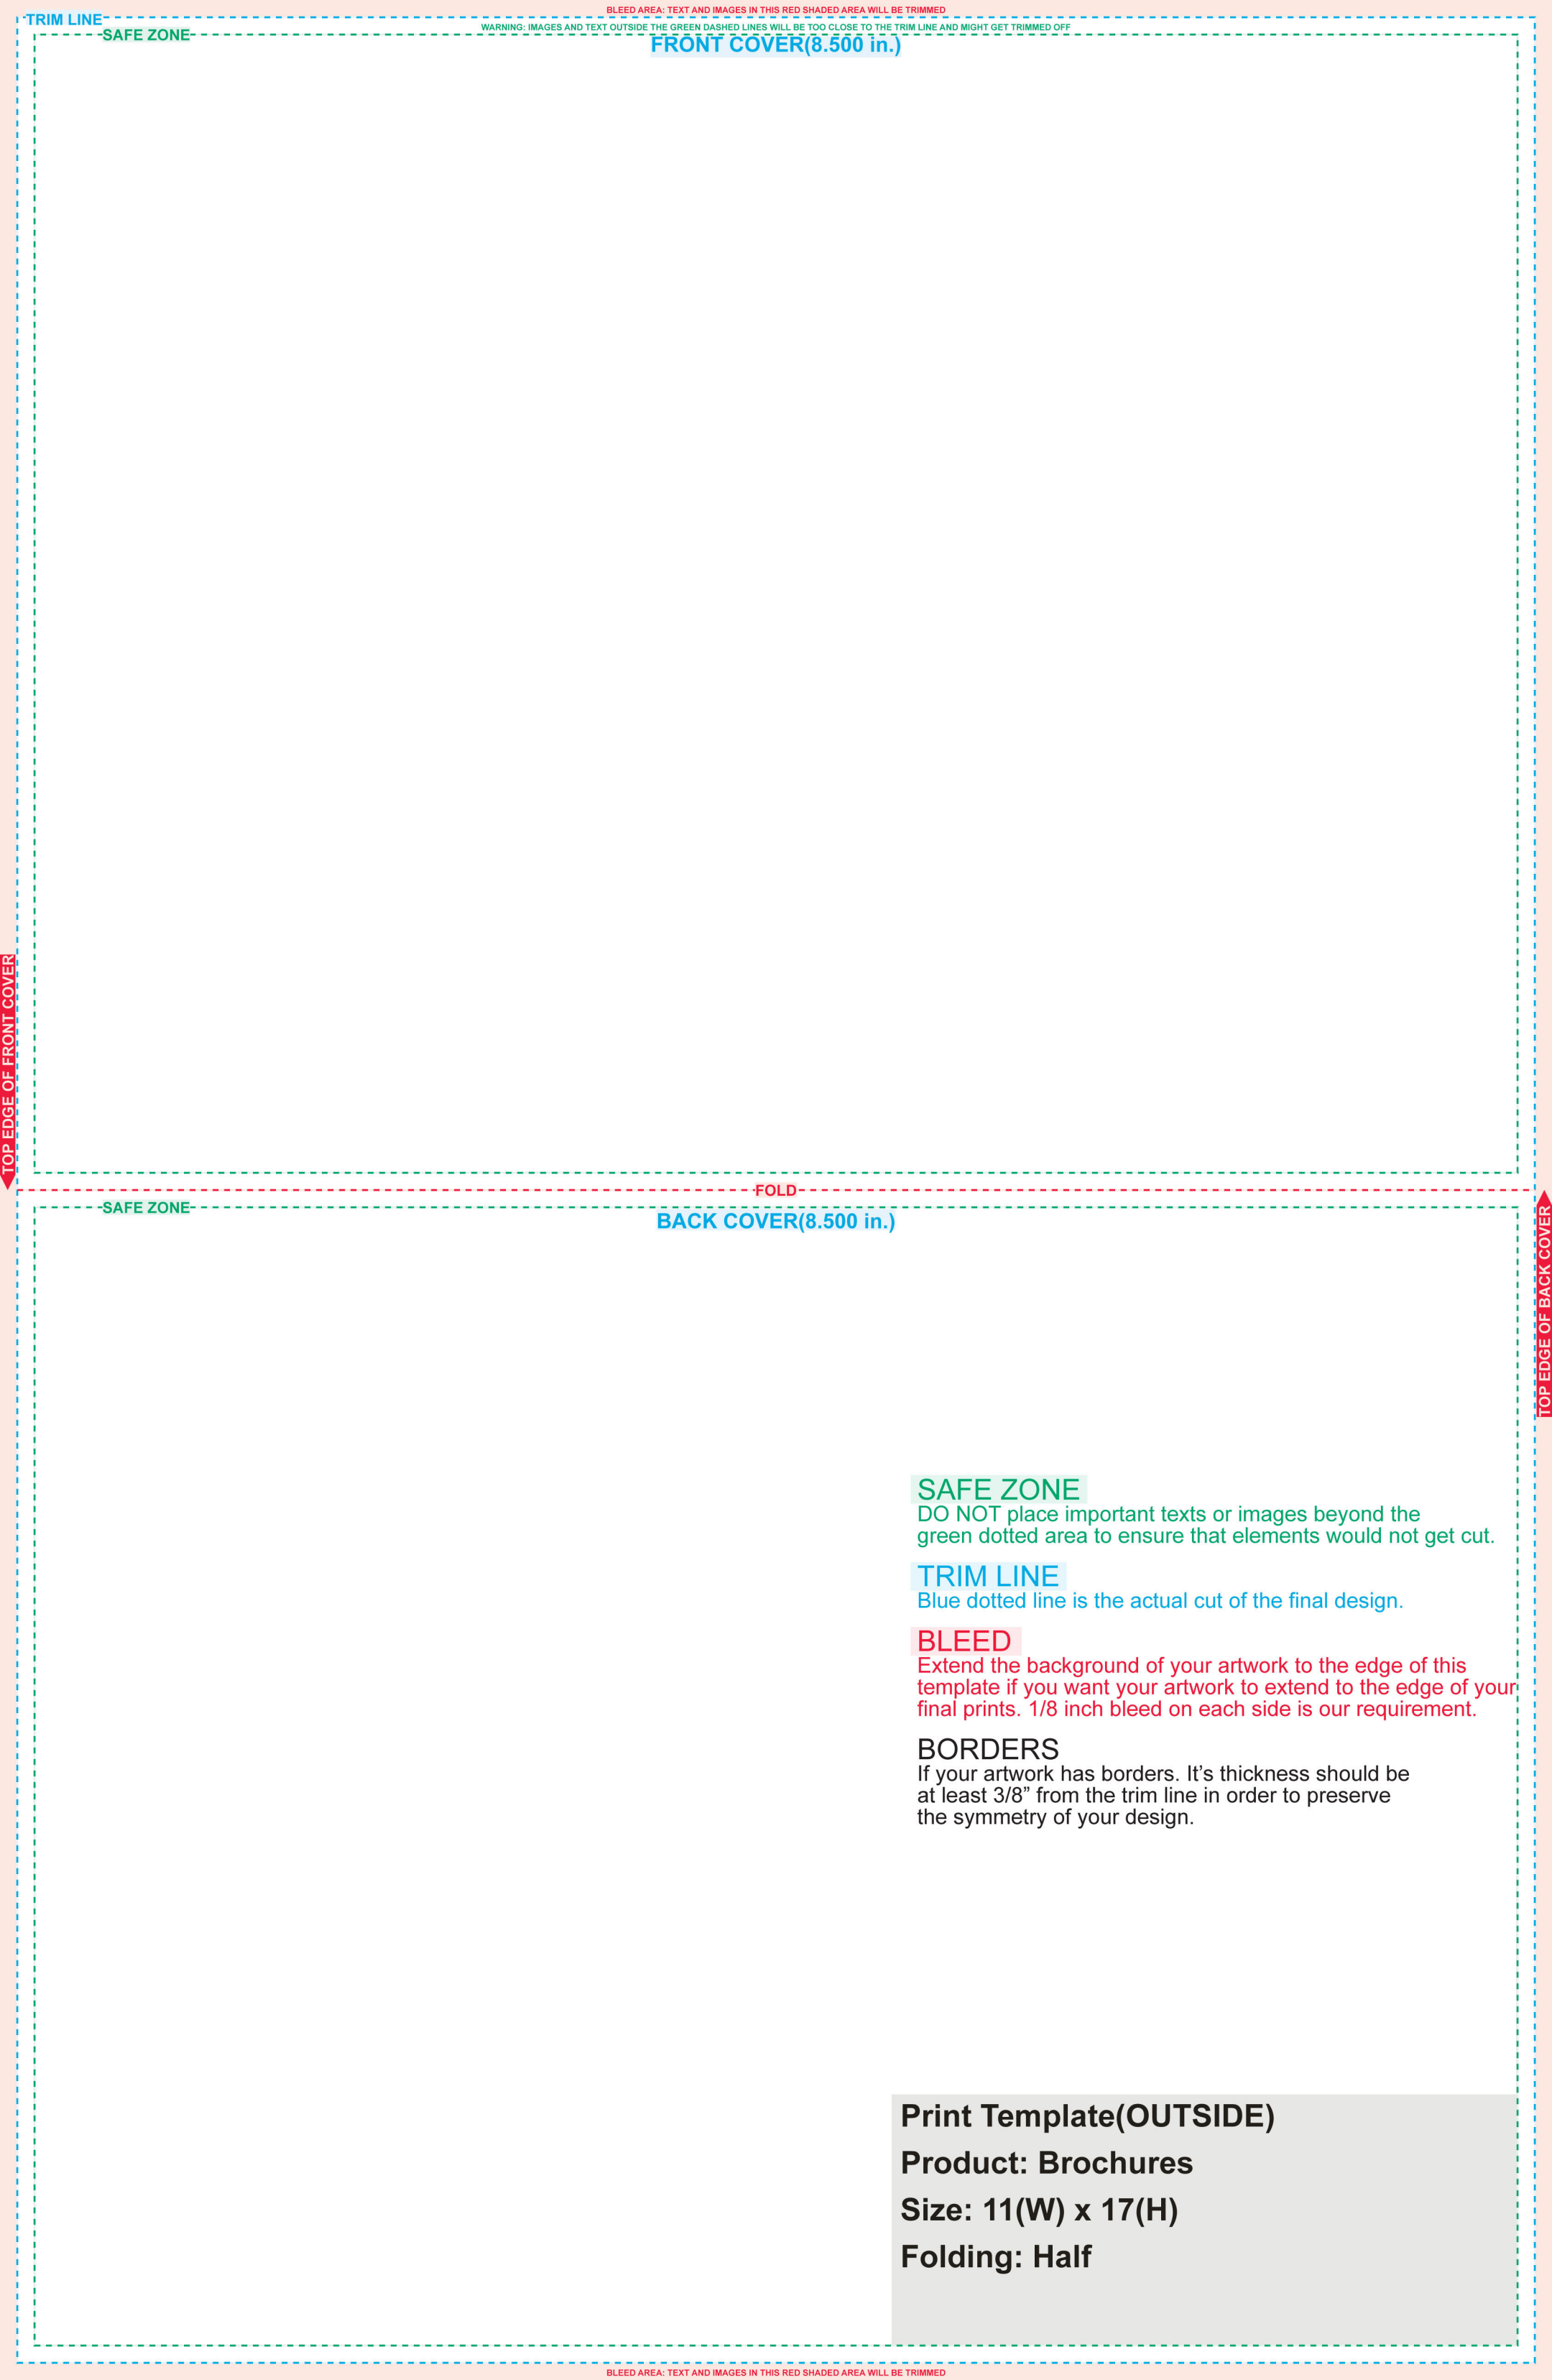 BLEED AREA: TEXT AND IMAGES IN THIS RED SHADED AREA WILL BE TRIMMED
TRIM LINE
WARNING: IMAGES AND TEXT OUTSIDE THE GREEN DASHED LINES WILL BE TOO CLOSE TO THE TRIM LINE AND MIGHT GET TRIMMED OFF
SAFE ZONE
FRONT COVER(8.500 in.)
TOP EDGE OF FRONT COVER
FOLD
SAFE ZONE
BACK COVER(8.500 in.)
TOP EDGE OF BACK COVER
SAFE ZONE
DO NOT place important texts or images beyond the
green dotted area to ensure that elements would not get cut.
TRIM LINE
Blue dotted line is the actual cut of the final design.
BLEED
Extend the background of your artwork to the edge of this
template if you want your artwork to extend to the edge of your
final prints. 1/8 inch bleed on each side is our requirement.
BORDERS
If your artwork has borders. It’s thickness should be
at least 3/8” from the trim line in order to preserve
the symmetry of your design.
Print Template(OUTSIDE)
Product: Brochures
Size: 11(W) x 17(H)
Folding: Half
BLEED AREA: TEXT AND IMAGES IN THIS RED SHADED AREA WILL BE TRIMMED